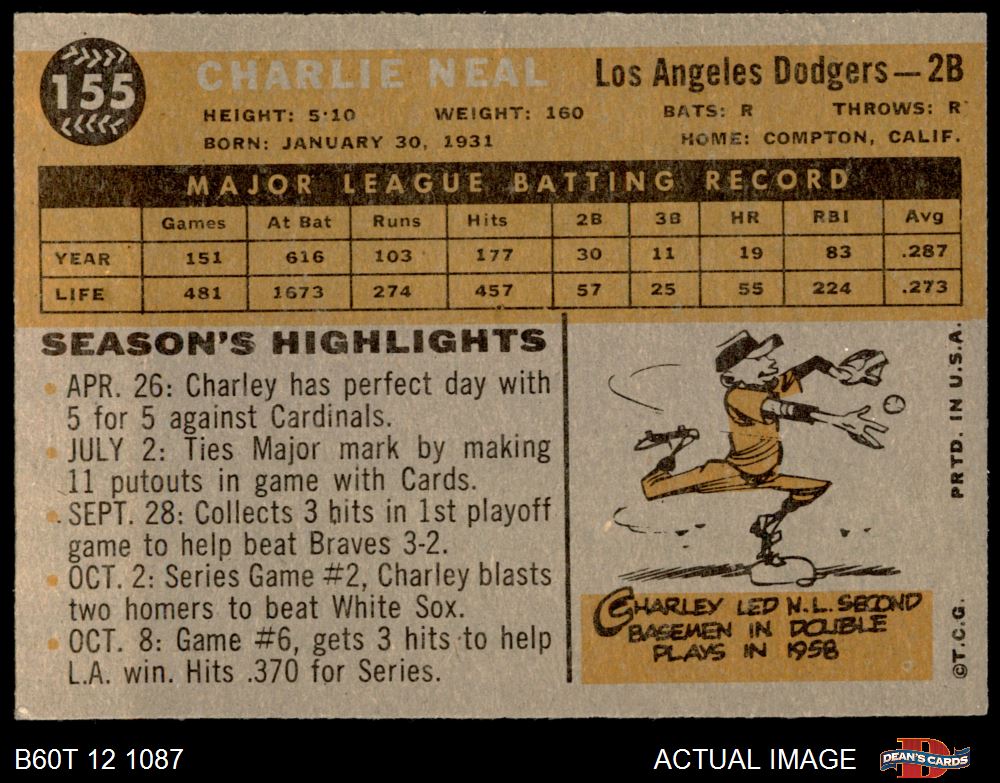 155
CHARLIE NEAL
Los Angeles Dodgers—2B
HEIGHT: 5·10 WEIGHT: 160 BATS: R THROWS: R
BORN: JANUARY 30, 1931 HOME: COMPTON, CALIF.
MAJOR LEAGUE BATTING RECORD
Games At Bat Runs Hits 2B 3B HR RBI Avg
YEAR 151 616 103 177 30 11 19 83 .287
LIFE 481 1673 274 457 57 25 55 224 .273
SEASON'S HIGHLIGHTS
• APR. 26: Charley has perfect day with
5 for 5 against Cardinals.
• JULY 2: Ties Major mark by making
11 putouts in game with Cards.
• SEPT. 28: Collects 3 hits in 1st playoff
game to help beat Braves 3-2.
• OCT. 2: Series Game #2, Charley blasts
two homers to beat White Sox.
• OCT. 8: Game #6, gets 3 hits to help
L.A. win. Hits .370 for Series.
CHARLEY LED N.L. SECOND
BASEMEN IN DOUBLE
PLAYS IN 1958
©T.C.G. PRTD. IN U.S.A.
B60T 12 1087
ACTUAL IMAGE
D
DEAN'S CARDS